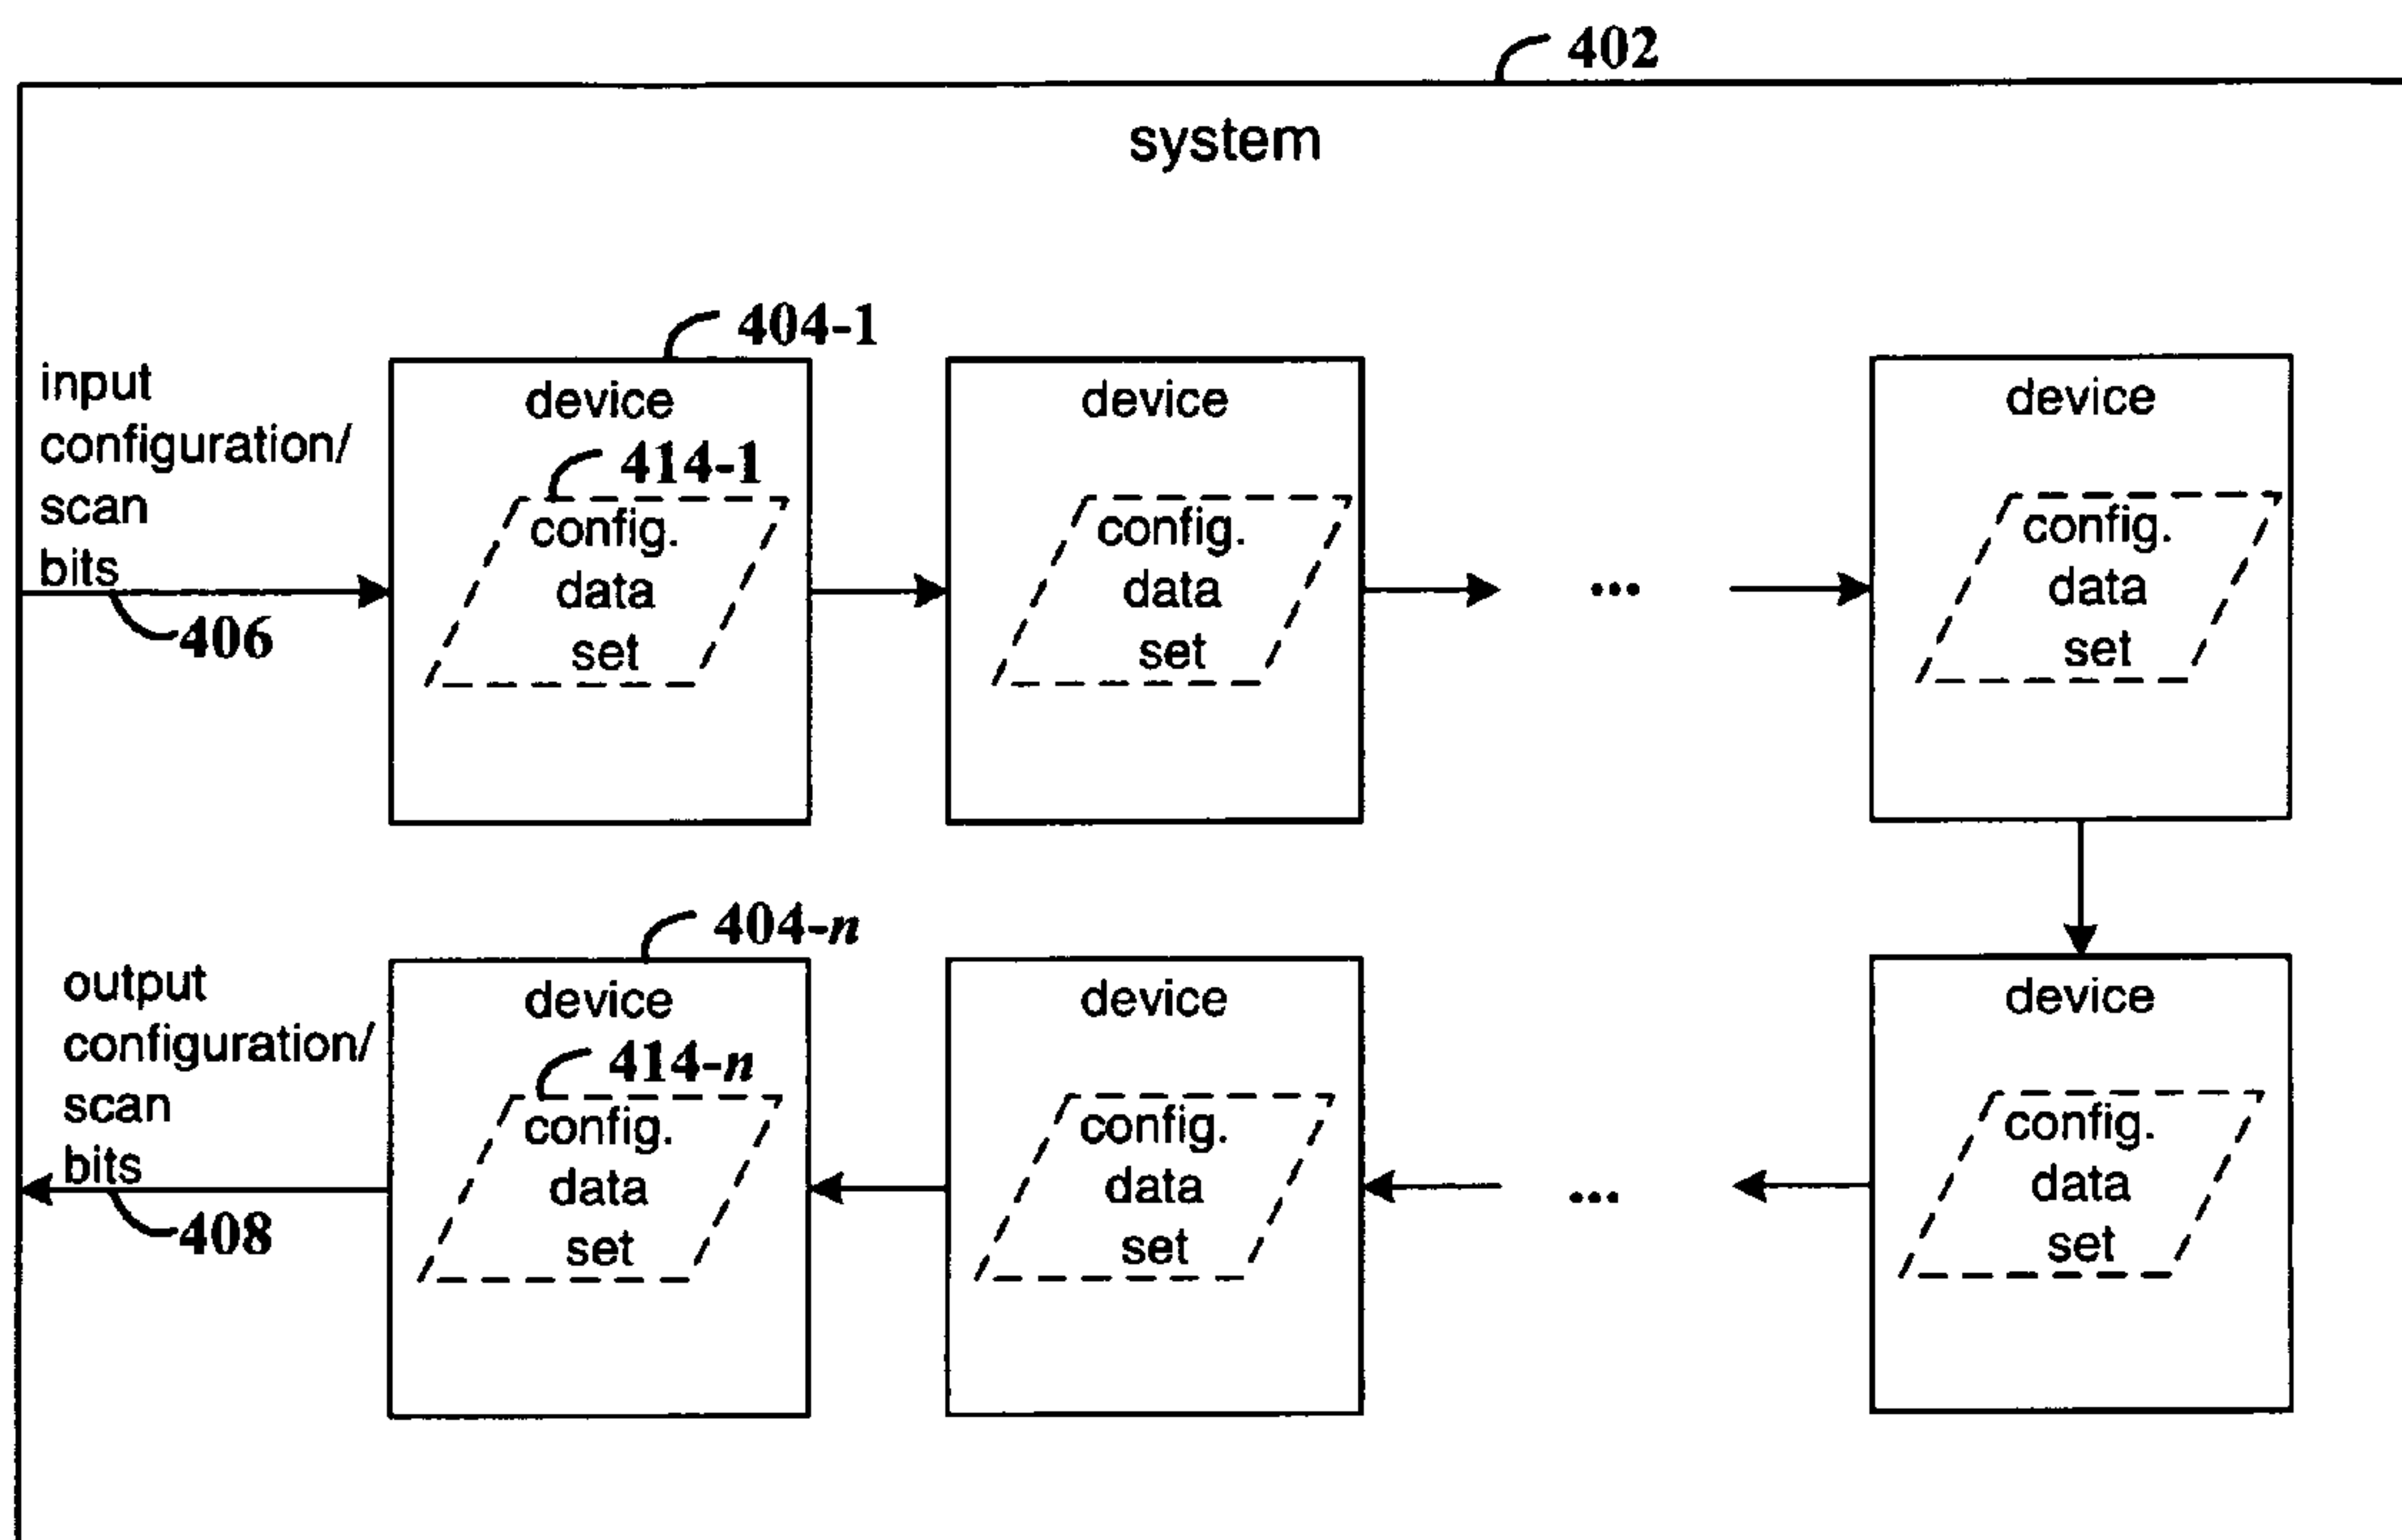 402
system
404-1
input
configuration/
scan
bits
406
device
414-1
config.
data
set
device
config.
data
set
...
device
config.
data
set
404-n
output
configuration/
scan
bits
408
device
414-n
config.
data
set
device
config.
data
set
...
device
config.
data
set